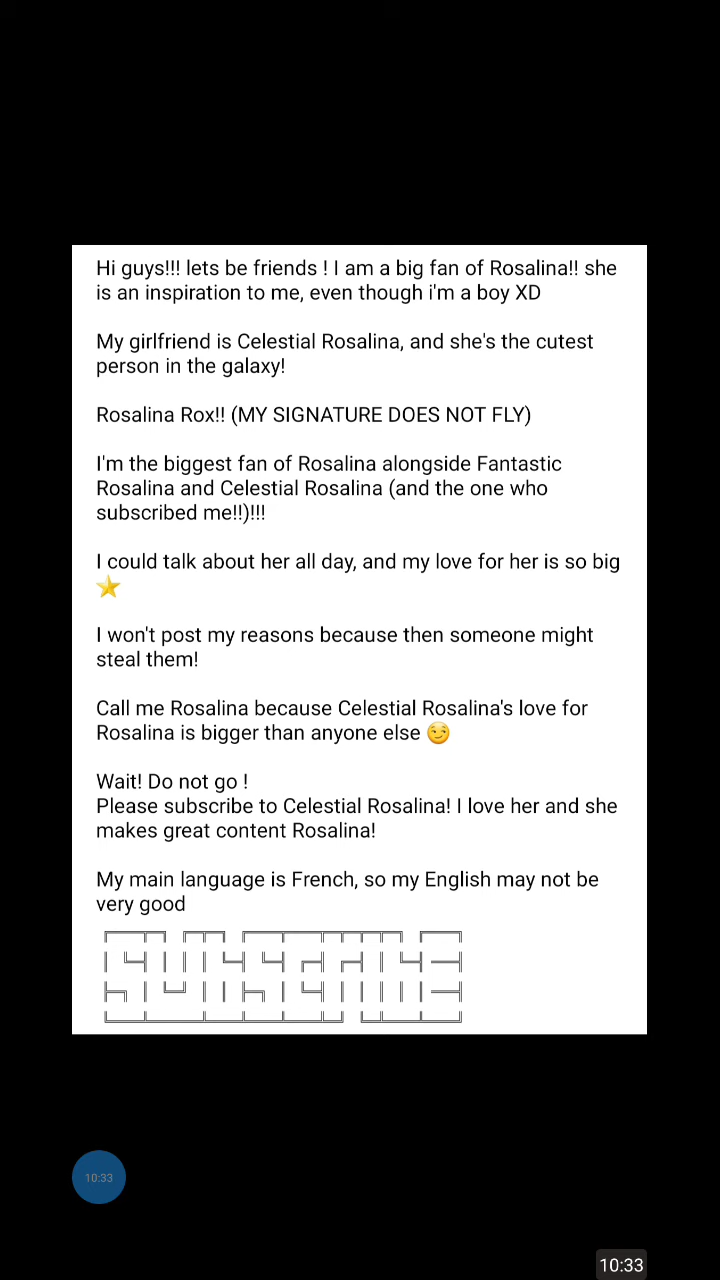 Hi guys!!! lets be friends ! I am a big fan of Rosalina!! she
is an inspiration to me, even though i'm a boy XD
My girlfriend is Celestial Rosalina, and she's the cutest
person in the galaxy!
Rosalina Rox!! (MY SIGNATURE DOES NOT FLY)
I'm the biggest fan of Rosalina alongside Fantastic
Rosalina and Celestial Rosalina (and the one who
subscribed me!!)!!!
I could talk about her all day, and my love for her is so big
⭐
I won't post my reasons because then someone might
steal them!
Call me Rosalina because Celestial Rosalina's love for
Rosalina is bigger than anyone else 😏
Wait! Do not go !
Please subscribe to Celestial Rosalina! I love her and she
makes great content Rosalina!
My main language is French, so my English may not be
very good
10:33
10:33